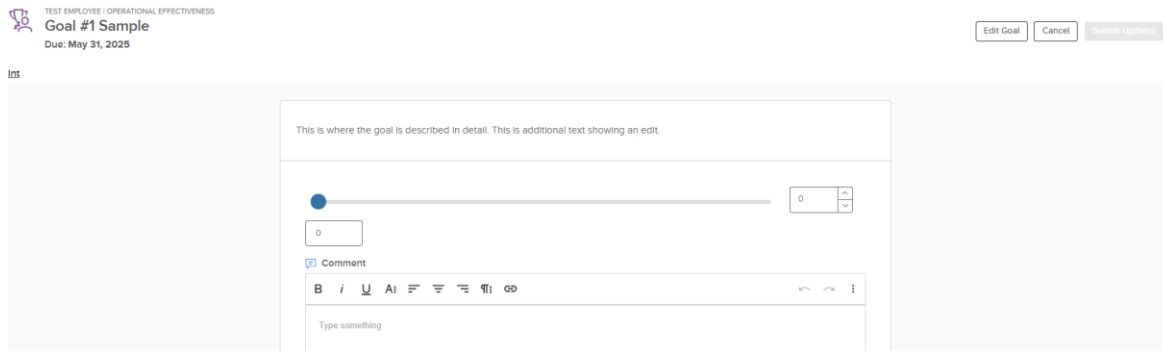 TEST EMPLOYEE | OPERATIONAL EFFECTIVENESS
Goal #1 Sample
Due: May 31, 2025
Edit Goal
Cancel
Submit Updates
Int
This is where the goal is described in detail. This is additional text showing an edit.
0
0
Comment
B i U A
Type something